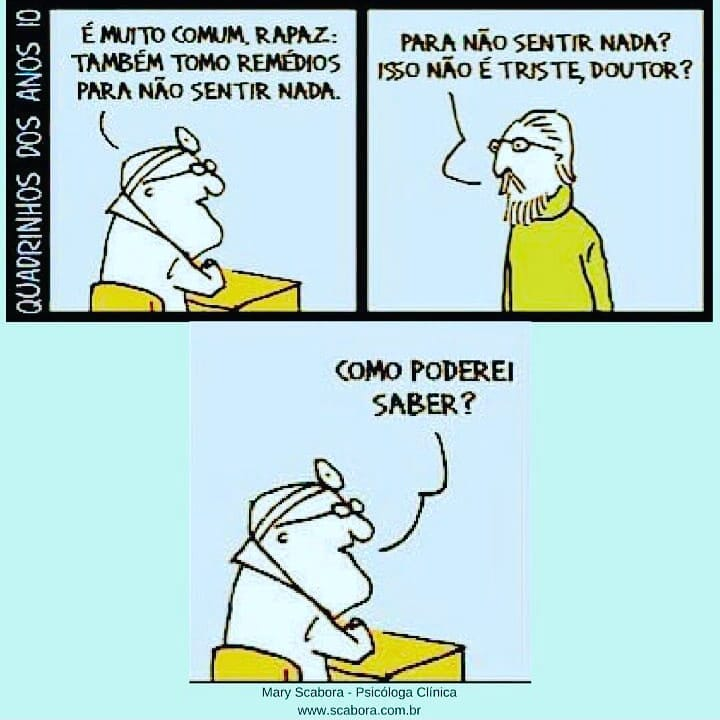 QUADRINHOS DOS ANOS 10
É MUITO COMUM, RAPAZ:
TAMBÉM TOMO REMÉDIOS
PARA NÃO SENTIR NADA.
PARA NÃO SENTIR NADA?
ISSO NÃO É TRISTE, DOUTOR?
COMO PODEREI
SABER?
Mary Scabora - Psicóloga Clínica
www.scabora.com.br